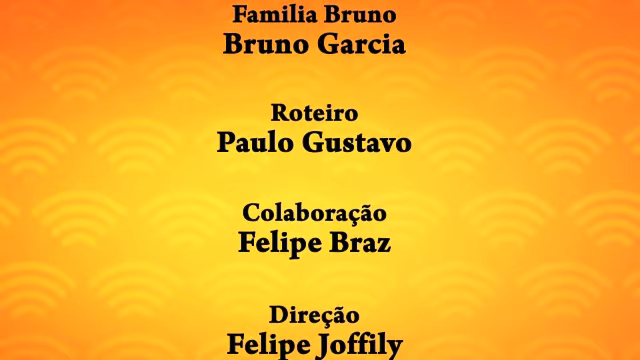 Familia Bruno
Bruno Garcia
Roteiro
Paulo Gustavo
Colaboração
Felipe Braz
Direção
Felipe Joffily